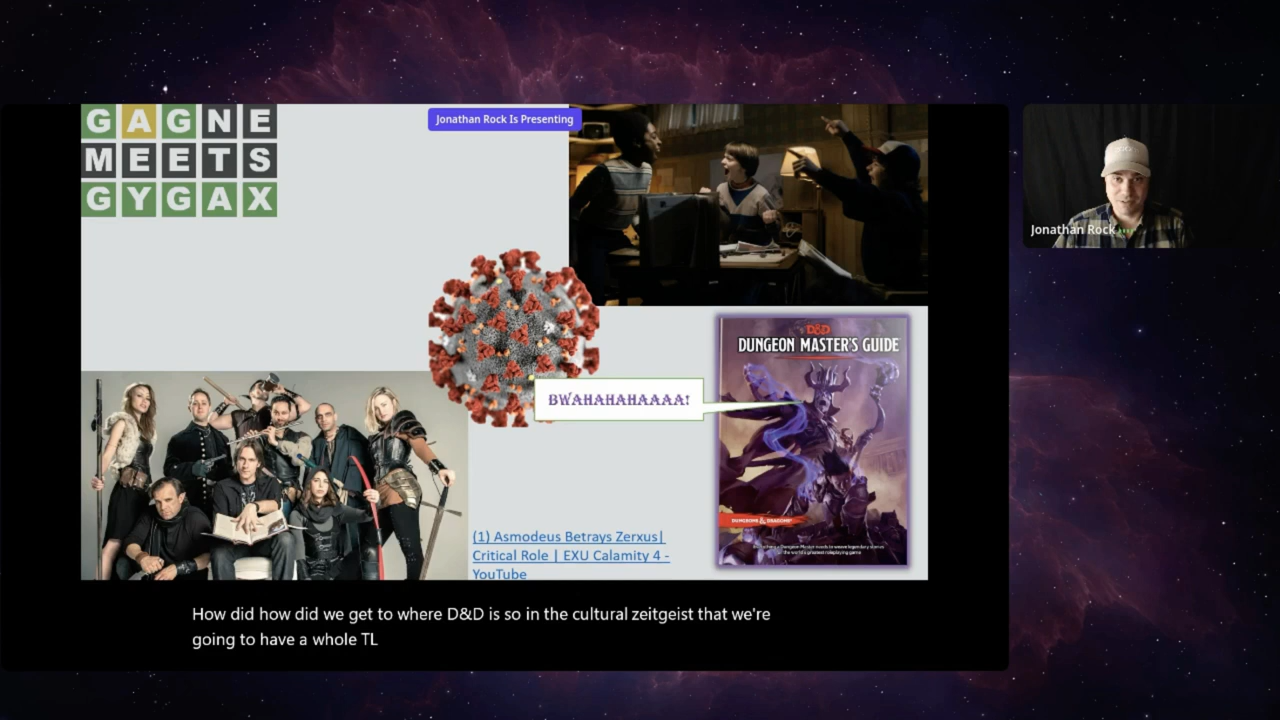 GAGNE
MEETS
GYGAX
Jonathan Rock Is Presenting
Jonathan Rock
D&D
DUNGEON MASTER'S GUIDE
BWAHAHAHAAAA!
DUNGEONS & DRAGONS
(1) Asmodeus Betrays Zerxus|
Critical Role | EXU Calamity 4 -
YouTube
How did how did we get to where D&D is so in the cultural zeitgeist that we're
going to have a whole TL